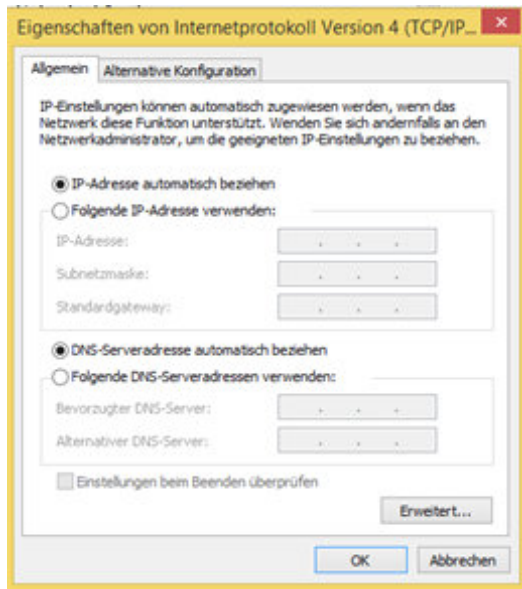 Eigenschaften von Internetprotokoll Version 4 (TCP/IP...
Allgemein
Alternative Konfiguration
IP-Einstellungen können automatisch zugewiesen werden, wenn das
Netzwerk diese Funktion unterstützt. Wenden Sie sich andernfalls an den
Netzwerkadministrator, um die geeigneten IP-Einstellungen zu beziehen.
IP-Adresse automatisch beziehen
Folgende IP-Adresse verwenden:
IP-Adresse:
Subnetzmaske:
Standardgateway:
DNS-Serveradresse automatisch beziehen
Folgende DNS-Serveradressen verwenden:
Bevorzugter DNS-Server:
Alternativer DNS-Server:
Einstellungen beim Beenden überprüfen
Erweitert...
OK
Abbrechen